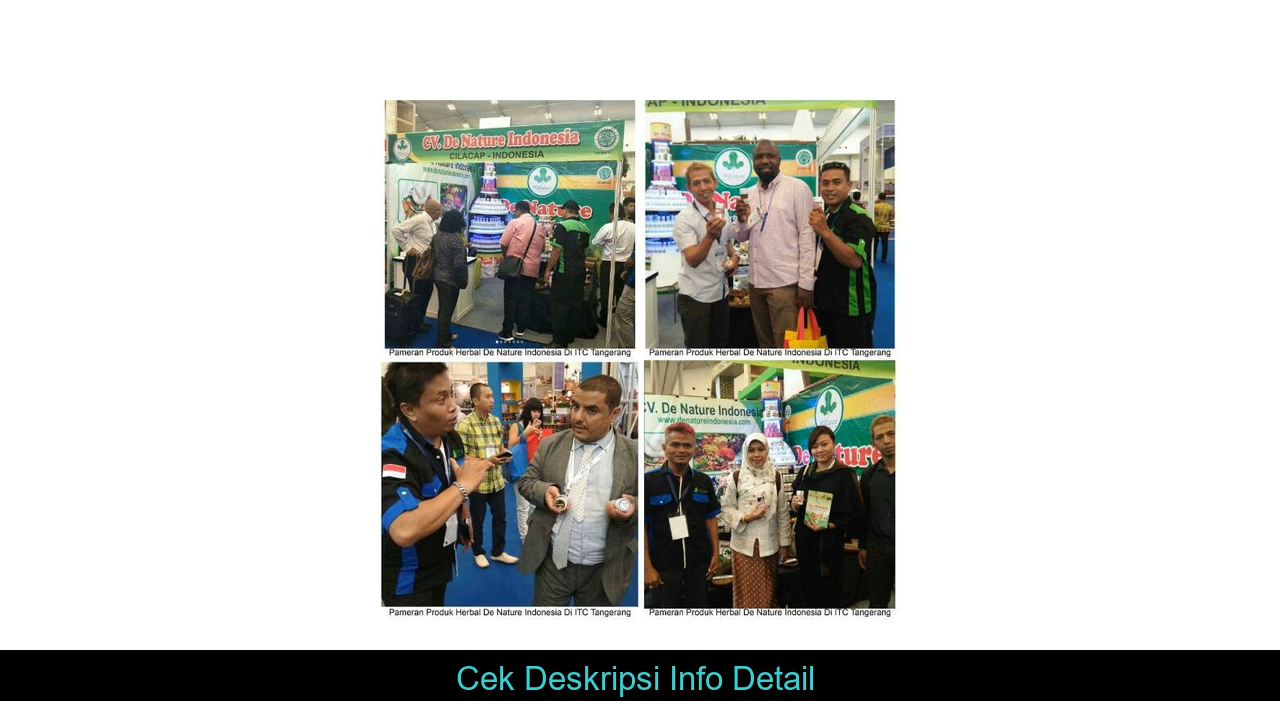 CV. De Nature Indonesia
CILACAP - INDONESIA
De Nature
Pameran Produk Herbal De Nature Indonesia Di ITC Tangerang
AP - INDONESIA
De Nature
Pameran Produk Herbal De Nature Indonesia Di ITC Tangerang
Pameran Produk Herbal De Nature Indonesia Di ITC Tangerang
INDONESIA
CV. De Nature Indonesia
www.denatureindonesia.com
De Nature
Pameran Produk Herbal De Nature Indonesia Di ITC Tangerang
Cek Deskripsi Info Detail